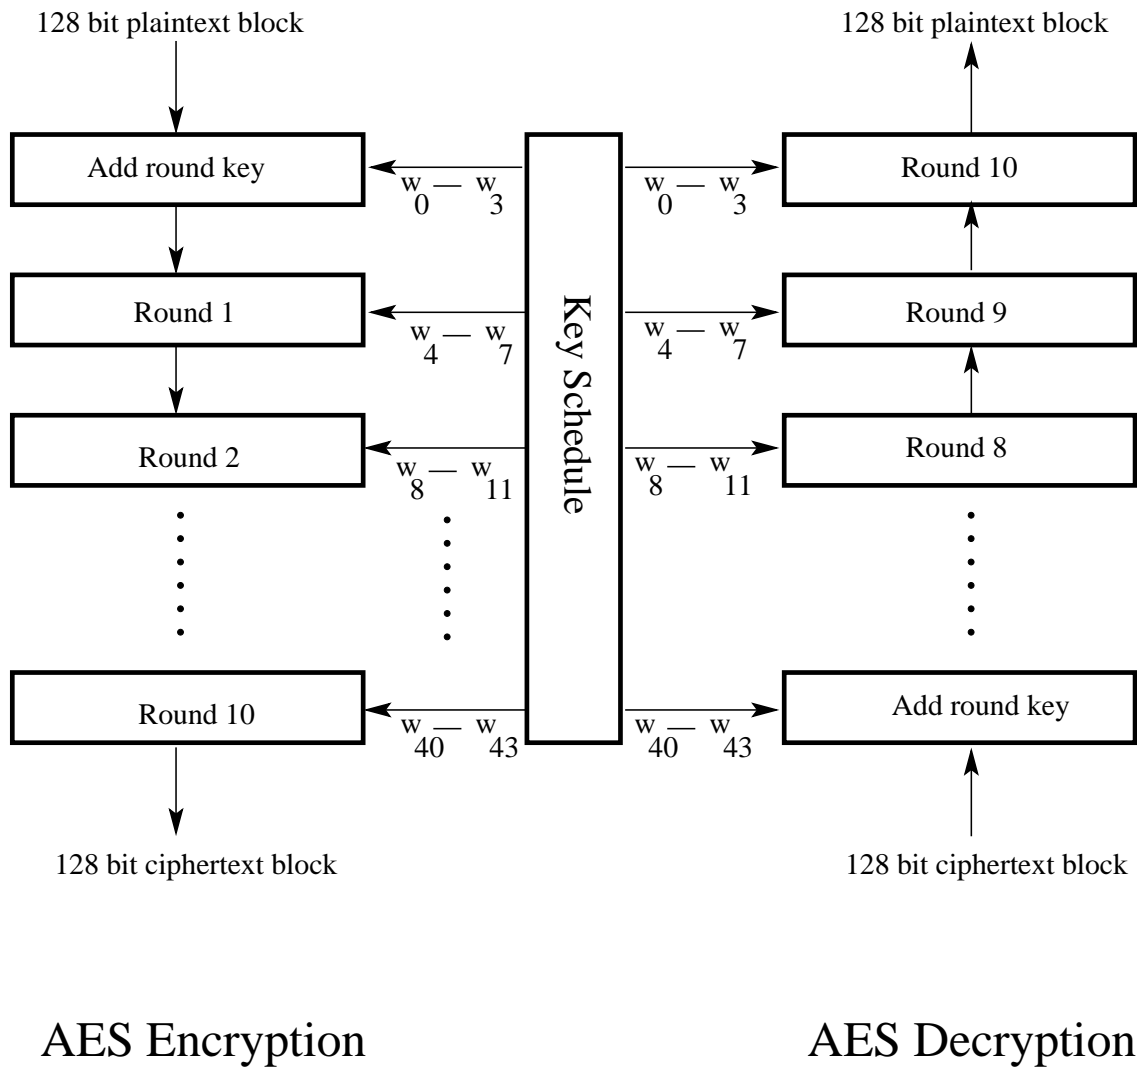 128 bit plaintext block
128 bit plaintext block
Add round key
w0 — w3
w0 — w3
Round 10
Round 1
w4 — w7
Key Schedule
w4 — w7
Round 9
Round 2
w8 — w11
w8 — w11
Round 8
Round 10
w40 — w43
w40 — w43
Add round key
128 bit ciphertext block
128 bit ciphertext block
AES Encryption
AES Decryption